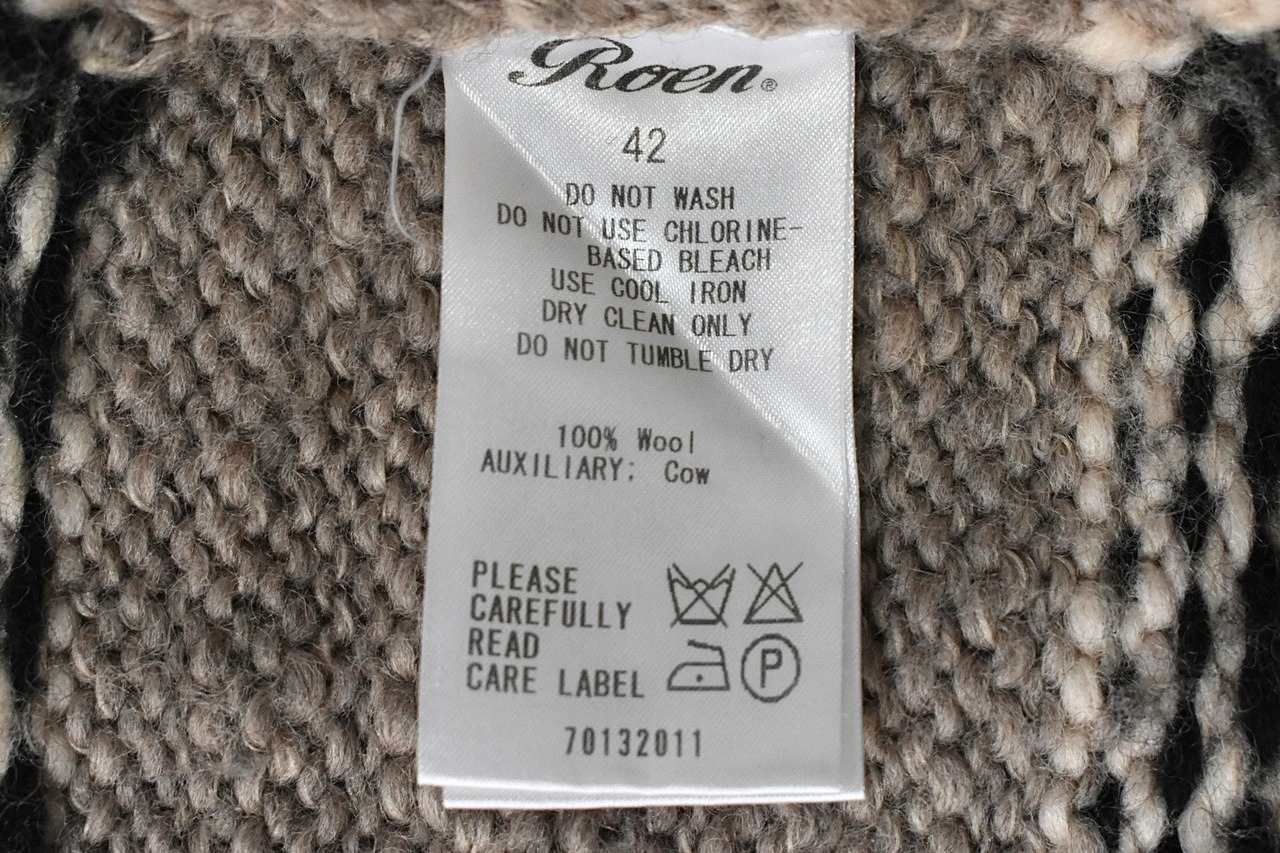 Roen®
42
DO NOT WASH
DO NOT USE CHLORINE-
BASED BLEACH
USE COOL IRON
DRY CLEAN ONLY
DO NOT TUMBLE DRY
100% Wool
AUXILIARY: Cow
PLEASE
CAREFULLY
READ
CARE LABEL
P
70132011